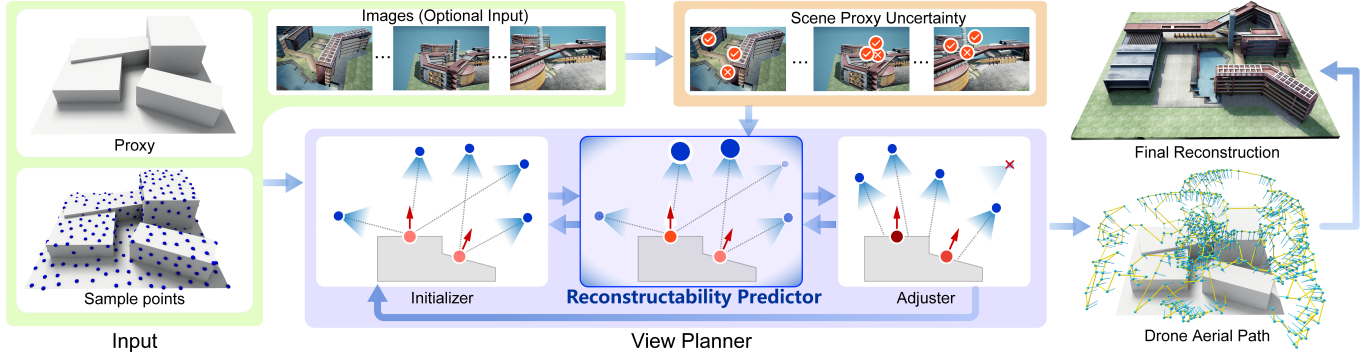 Images (Optional Input)
Scene Proxy Uncertainty
Proxy
Sample points
Input
Initializer
Reconstructability Predictor
Adjuster
View Planner
Final Reconstruction
Drone Aerial Path